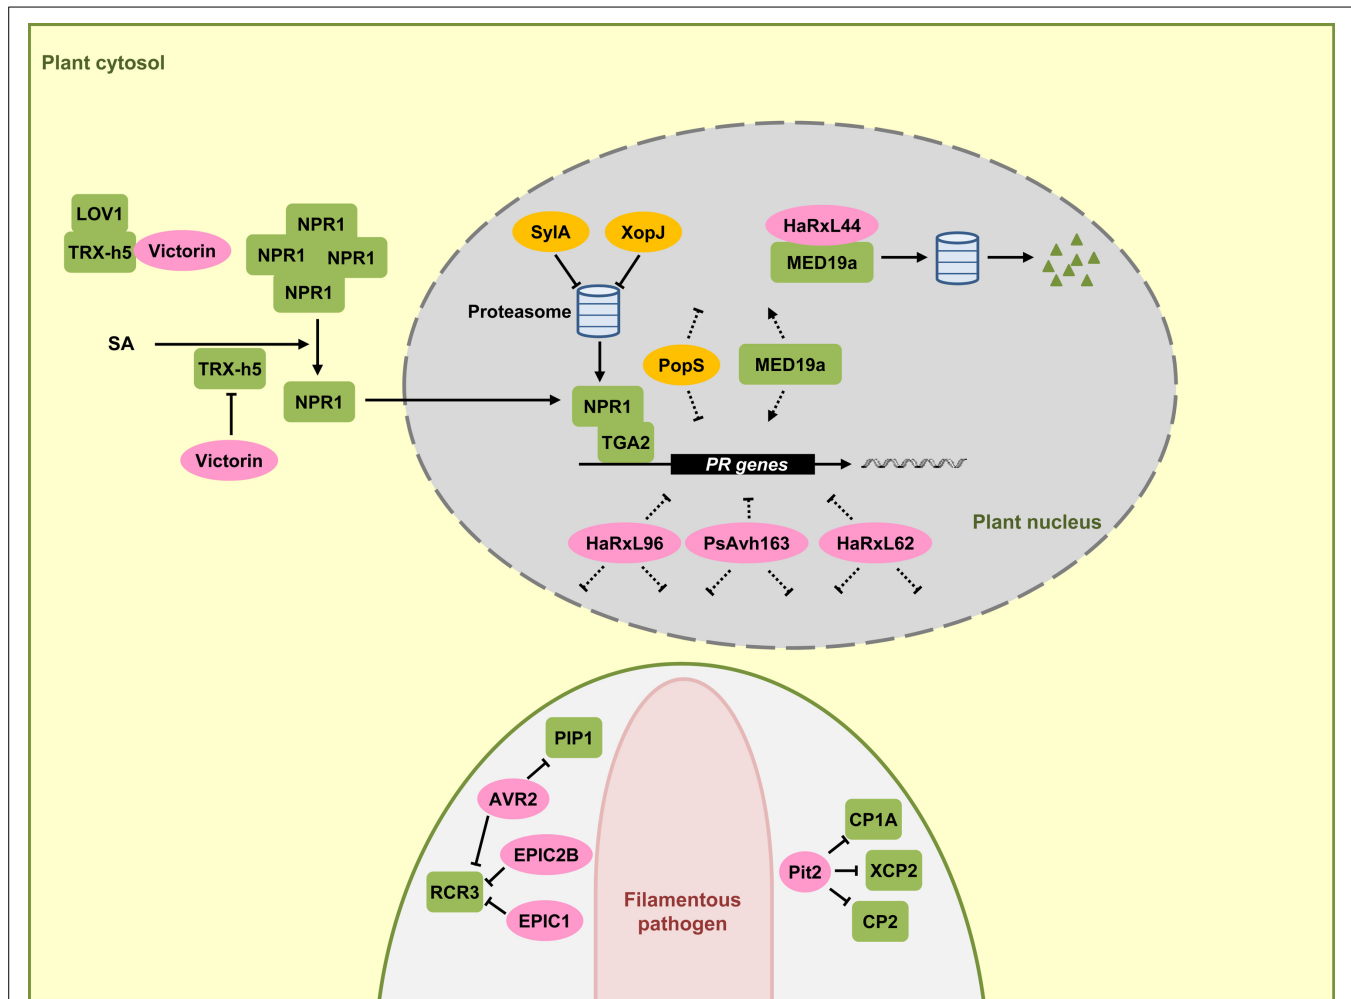 Plant cytosol
LOV1
TRX-h5
Victorin
NPR1
NPR1
NPR1
NPR1
SA
TRX-h5
NPR1
Victorin
SylA
XopJ
Proteasome
HaRxL44
MED19a
PopS
MED19a
NPR1
TGA2
PR genes
Plant nucleus
HaRxL96
PsAvh163
HaRxL62
PIP1
AVR2
EPIC2B
RCR3
EPIC1
Filamentous
pathogen
CP1A
Pit2
XCP2
CP2